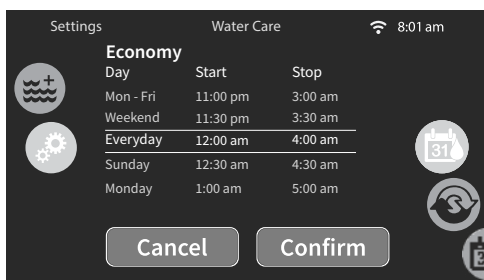 Settings Water Care 8:01 am
Economy
Day Start Stop
Mon - Fri 11:00 pm 3:00 am
Weekend 11:30 pm 3:30 am
Everyday 12:00 am 4:00 am
Sunday 12:30 am 4:30 am
Monday 1:00 am 5:00 am
31
S
Cancel Confirm